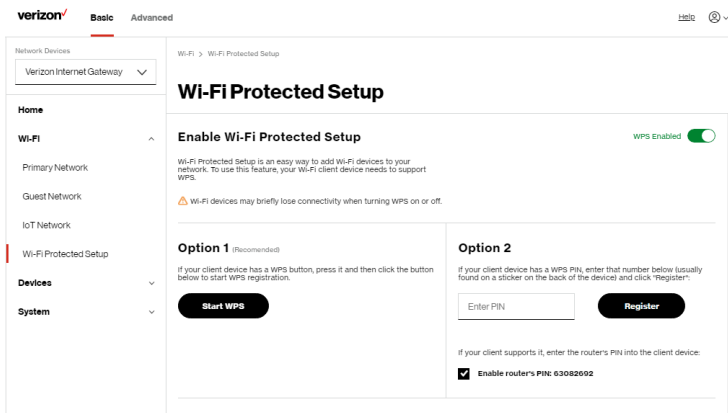 verizon✓
Basic
Advanced
Help
Network Devices
Verizon Internet Gateway
Home
Wi-Fi
Primary Network
Guest Network
IoT Network
Wi-Fi Protected Setup
Devices
System
Wi-Fi > Wi-Fi Protected Setup
Wi-Fi Protected Setup
Enable Wi-Fi Protected Setup
WPS Enabled
Wi-Fi Protected Setup is an easy way to add Wi-Fi devices to your
network. To use this feature, your Wi-Fi client device needs to support
WPS.
Wi-Fi devices may briefly lose connectivity when turning WPS on or off.
Option 1 (Recomended)
If your client device has a WPS button, press it and then click the button
below to start WPS registration.
Start WPS
Option 2
If your client device has a WPS PIN, enter that number below (usually
found on a sticker on the back of the device) and click "Register":
Enter PIN
Register
If your client supports it, enter the router's PIN into the client device:
Enable router's PIN: 63082692